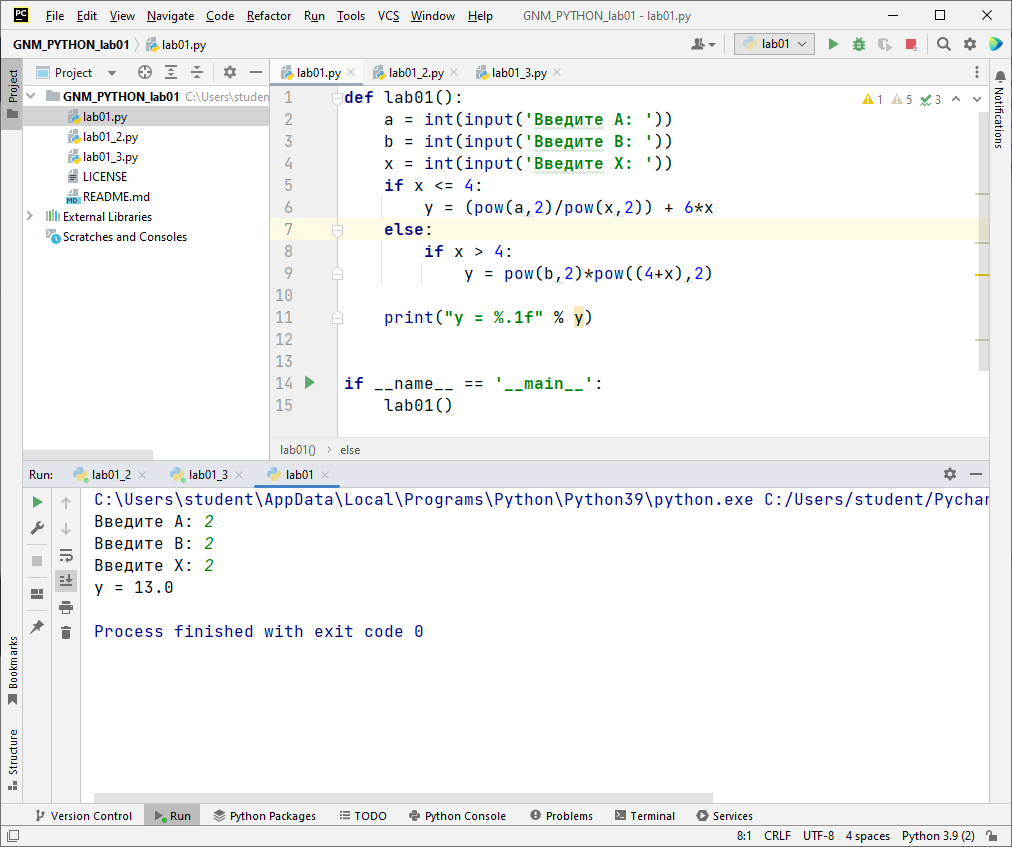 PC File Edit View Navigate Code Refactor Run Tools VCS Window Help GNM_PYTHON_lab01 - lab01.py
GNM_PYTHON_lab01 lab01.py lab01
Project
Project
lab01.py lab01_2.py lab01_3.py
GNM_PYTHON_lab01 C:\Users\studen
lab01.py
lab01_2.py
lab01_3.py
LICENSE
README.md
External Libraries
Scratches and Consoles
1 def lab01():
2 a = int(input('Введите A: '))
3 b = int(input('Введите B: '))
4 x = int(input('Введите X: '))
5 if x <= 4:
6 y = (pow(a,2)/pow(x,2)) + 6*x
7 else:
8 if x > 4:
9 y = pow(b,2)*pow((4+x),2)
10
11 print("y = %.1f" % y)
12
13
14 if __name__ == '__main__':
15 lab01()
1 5 3
Notifications
lab01() else
Run: lab01_2 lab01_3 lab01
C:\Users\student\AppData\Local\Programs\Python\Python39\python.exe C:/Users/student/Pychar
Введите A: 2
Введите B: 2
Введите X: 2
y = 13.0
Process finished with exit code 0
Bookmarks
Structure
Version Control Run Python Packages TODO Python Console Problems Terminal Services
8:1 CRLF UTF-8 4 spaces Python 3.9 (2)